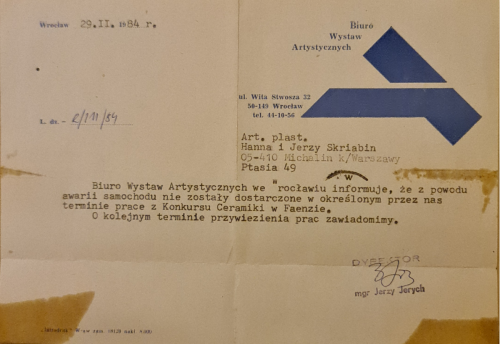 Wrocław 29.II.1984 r.
Biuro
Wystaw
Artystycznych
ul. Wita Stwosza 32
50-149 Wrocław
tel. 44-10-56
L. dz. -
Art. plast.
Hanna i Jerzy Skriabin
05-410 Michalin k/Warszawy
Ptasia 49
W
Biuro Wystaw Artystycznych we "rocławiu informuje, że z powodu
awarii samochodu nie zostały dostarczone w określonym przez nas
terminie prace z Konkursu Ceramiki w Faenzie.
O kolejnym terminie przywiezienia prac zawiadomimy.
DYREKTOR
mgr Jerzy Jerych